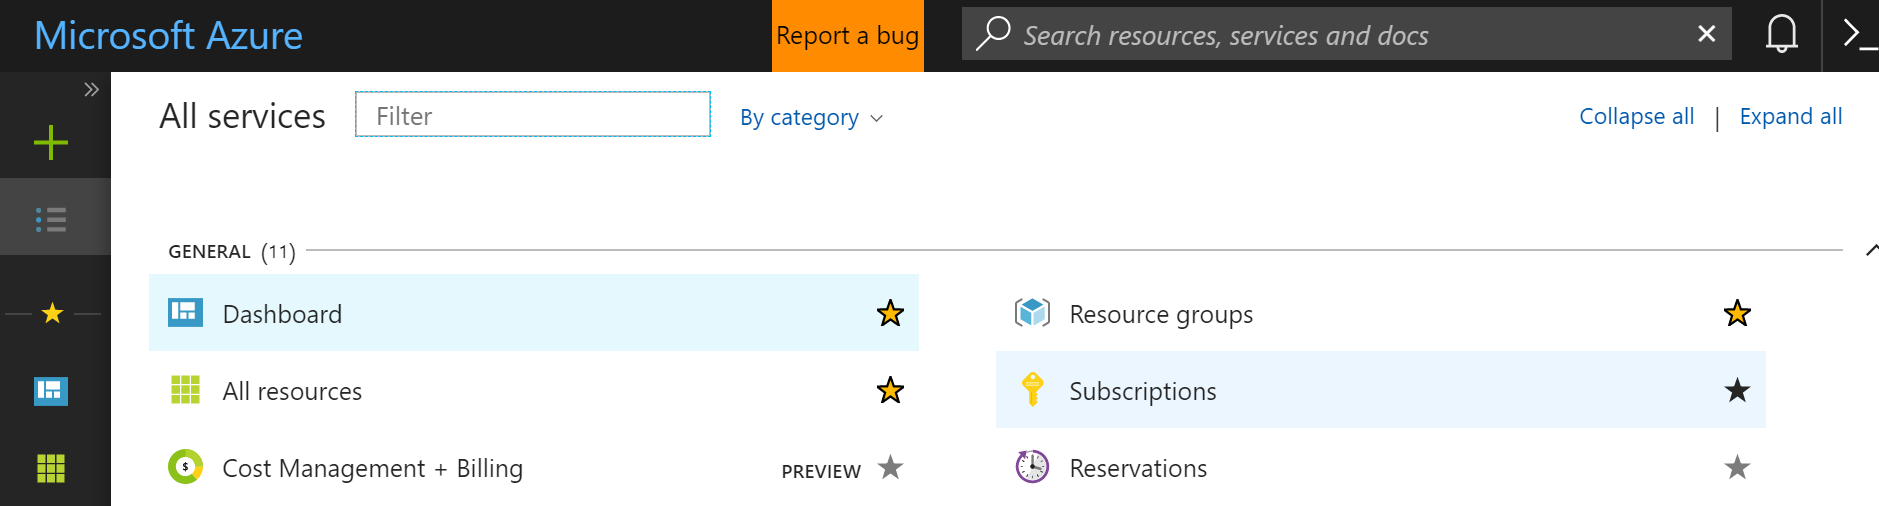 Microsoft Azure
Report a bug
Search resources, services and docs
All services
Filter
By category
Collapse all | Expand all
GENERAL (11)
Dashboard
Resource groups
All resources
Subscriptions
Cost Management + Billing PREVIEW
Reservations